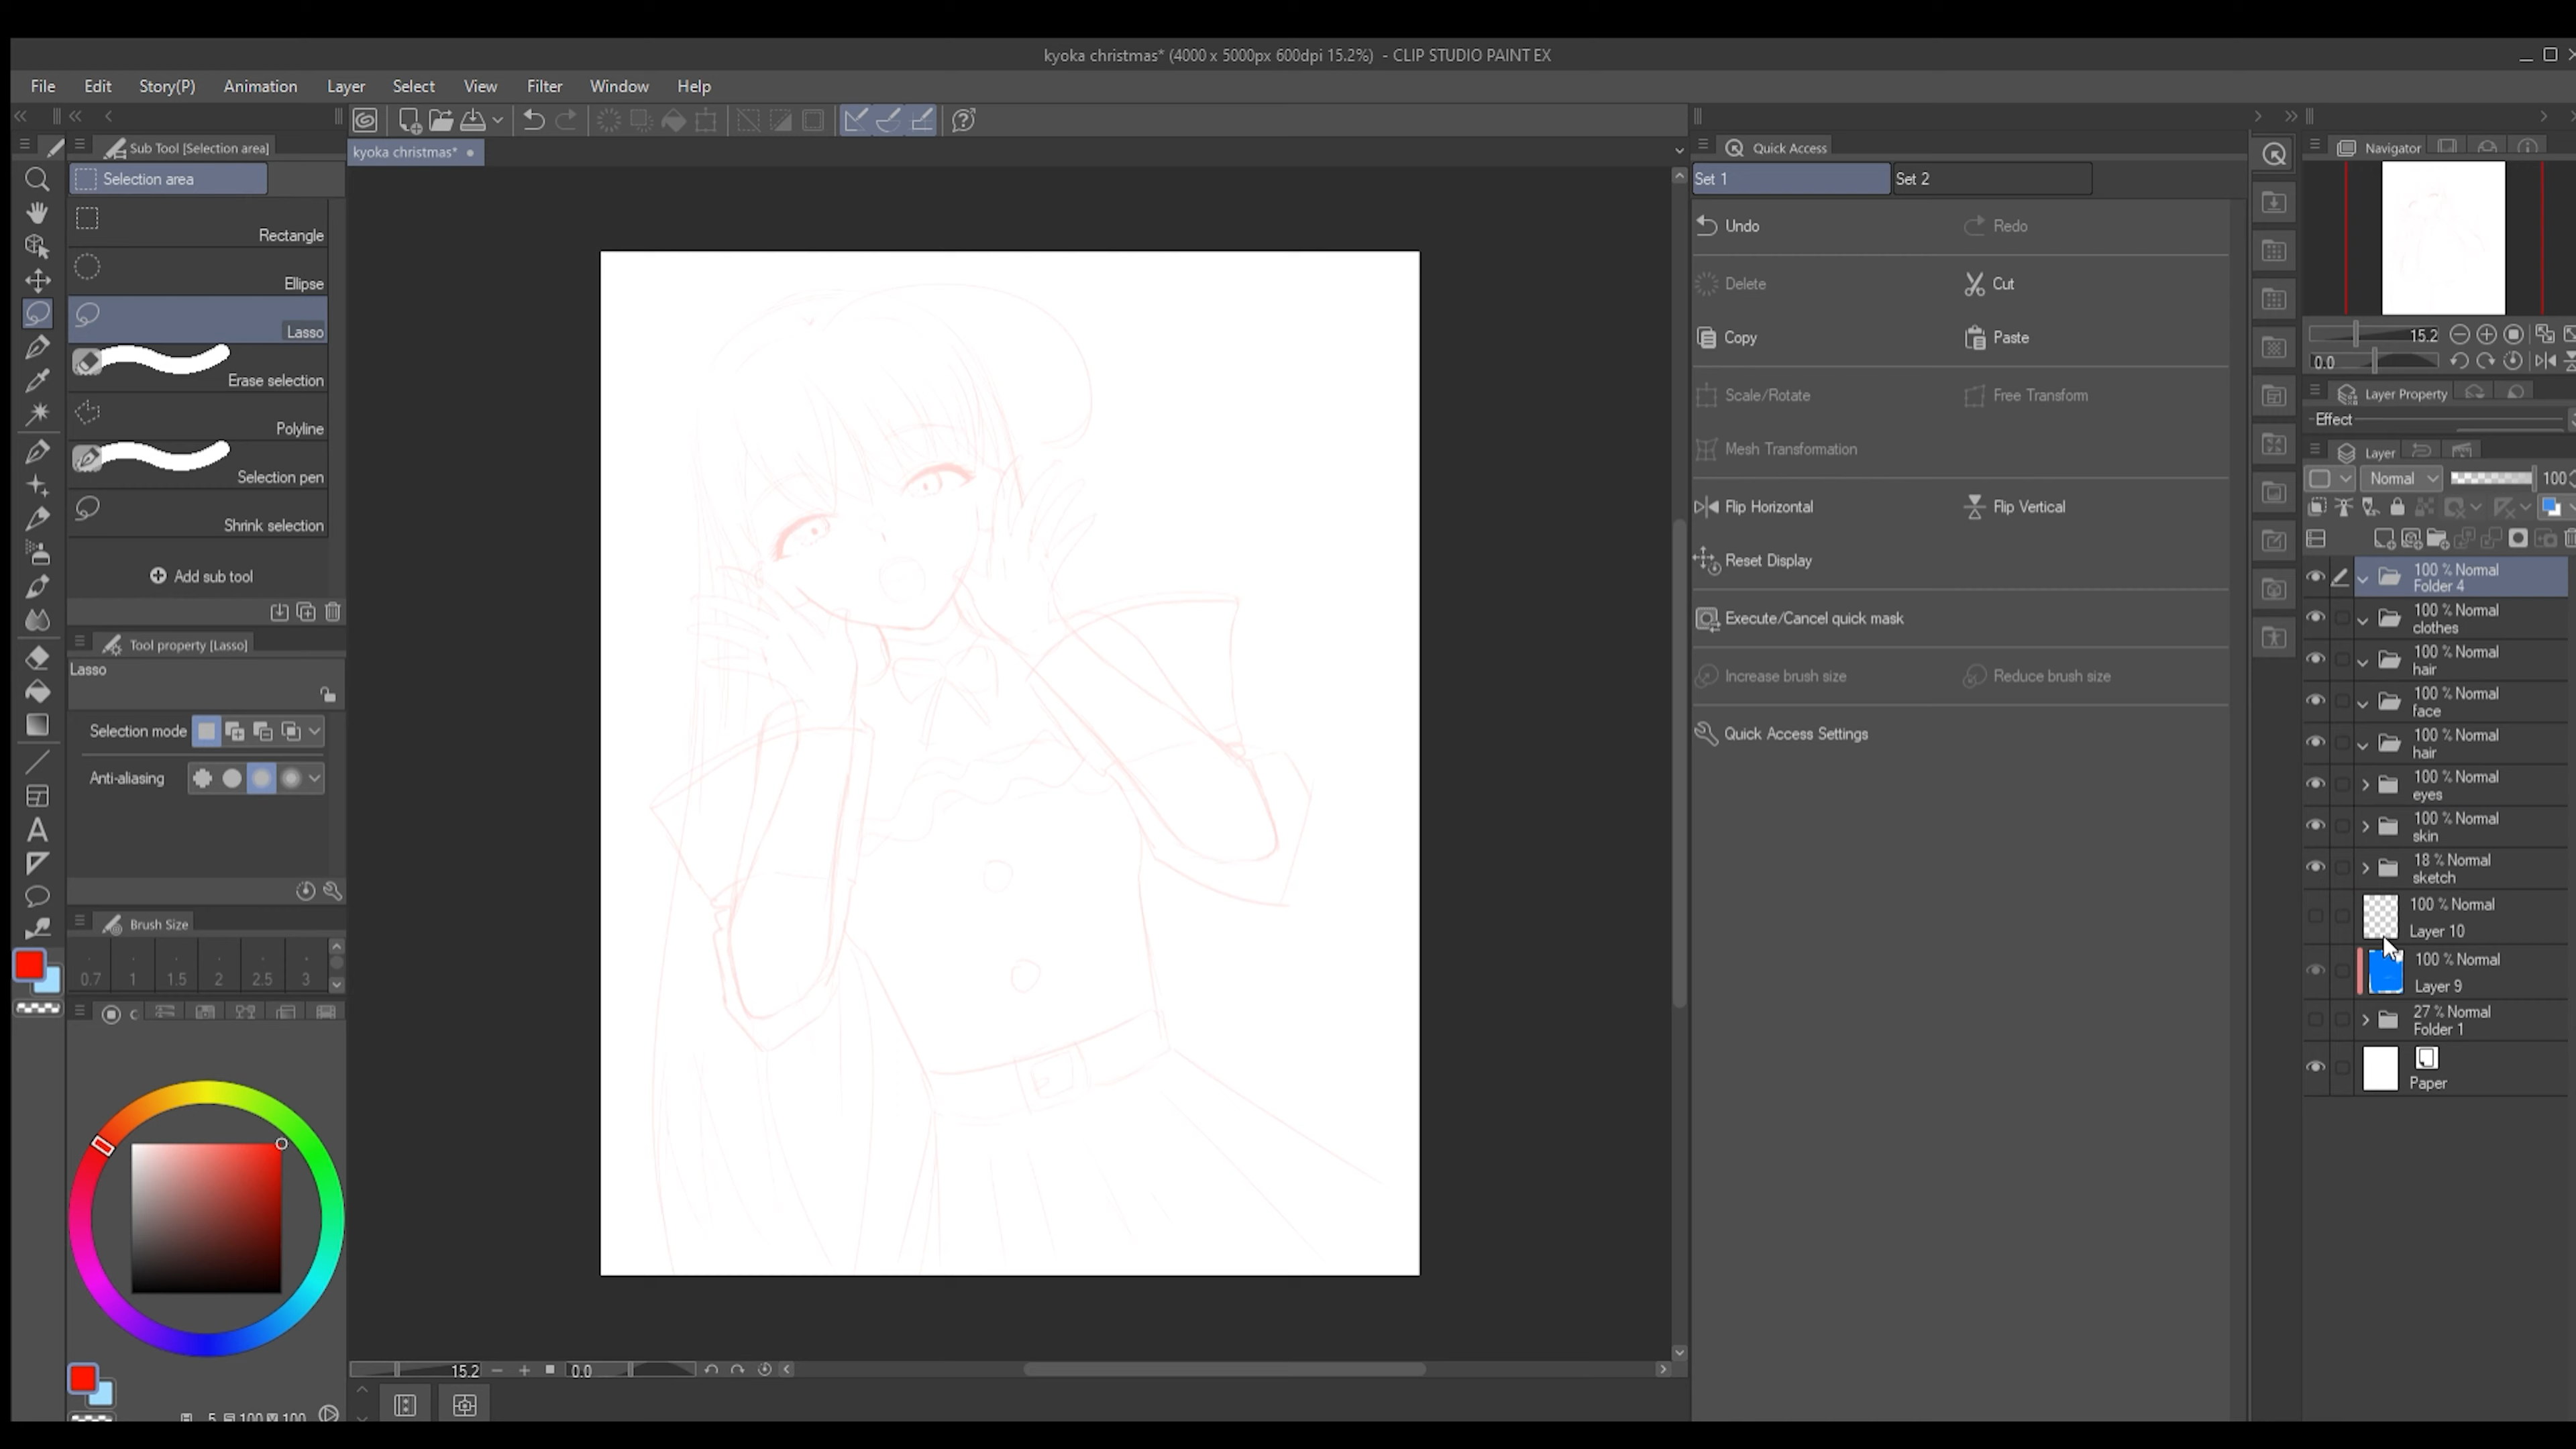 kyoka christmas* (4000 x 5000px 600dpi 15.2%) - CLIP STUDIO PAINT EX
File Edit Story(P) Animation Layer Select View Filter Window Help
Sub Tool [Selection area]
kyoka christmas*
Selection area
Rectangle
Ellipse
Lasso
Erase selection
Polyline
Selection pen
Shrink selection
Add sub tool
Tool property [Lasso]
Lasso
Selection mode
Anti-aliasing
Brush Size
0.7 1 1.5 2 2.5 3
15.2 0.0
Quick Access
Set 1 Set 2
Undo Redo
Delete Cut
Copy Paste
Scale/Rotate Free Transform
Mesh Transformation
Flip Horizontal Flip Vertical
Reset Display
Execute/Cancel quick mask
Increase brush size Reduce brush size
Quick Access Settings
Navigator
15.2
0.0
Layer Property
Effect
Layer
Normal 100
100 % Normal
Folder 4
100 % Normal
clothes
100 % Normal
hair
100 % Normal
face
100 % Normal
hair
100 % Normal
eyes
100 % Normal
skin
18 % Normal
sketch
100 % Normal
Layer 10
100 % Normal
Layer 9
27 % Normal
Folder 1
Paper